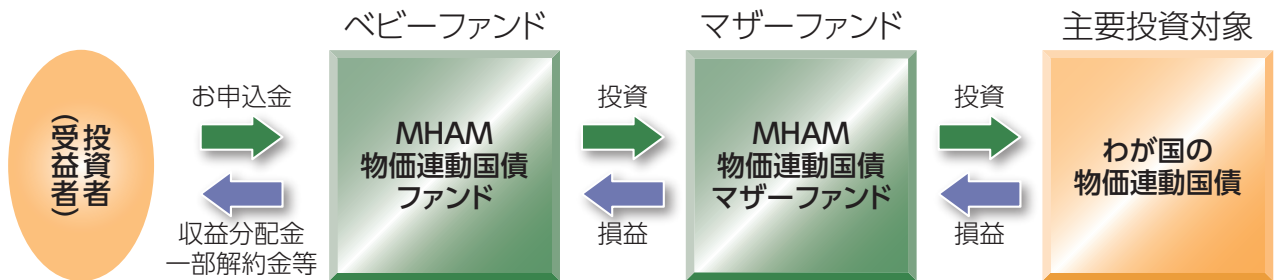 ベビーファンド
マザーファンド
主要投資対象
投資者
(受益者)
お申込金
収益分配金
一部解約金等
MHAM
物価連動国債
ファンド
投資
損益
MHAM
物価連動国債
マザーファンド
投資
損益
わが国の
物価連動国債